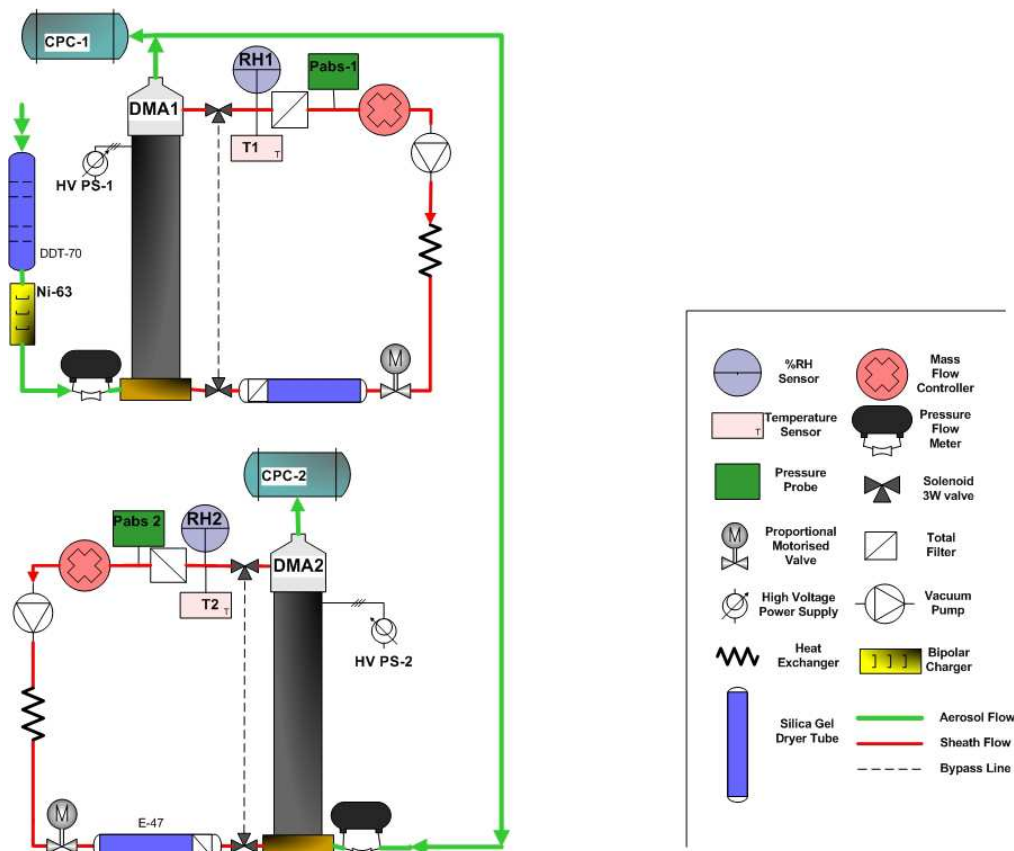 CPC-1
RH1
Pabs-1
DMA1
T1
T
HV PS-1
DDT-70
Ni-63
M
CPC-2
Pabs 2
RH2
DMA2
T2
T
HV PS-2
M
E-47
%RH
Sensor
Mass
Flow
Controller
Temperature
Sensor
T
Pressure
Flow
Meter
Pressure
Probe
Solenoid
3W valve
M
Proportional
Motorised
Valve
Total
Filter
High Voltage
Power Supply
Vacuum
Pump
Heat
Exchanger
Bipolar
Charger
Silica Gel
Dryer Tube
Aerosol Flow
Sheath Flow
Bypass Line